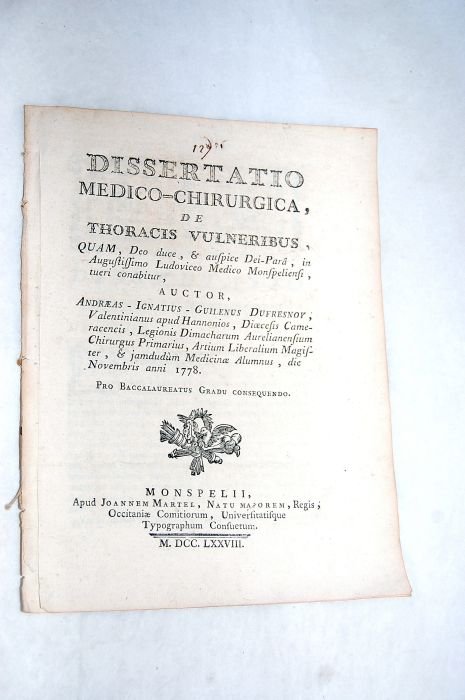 DISSERTATIO
MEDICO-CHIRURGICA,
DE
THORACIS VULNERIBUS,
QUAM, Deo duce, & auſpice Dei-Parâ, in
Auguſtiſſimo Ludoviceo Medico Monſpelienſi,
tueri conabitur,
AUCTOR,
ANDRÆAS-IGNATIUS-GUILENUS DUFRESNOY,
Valentinianus apud Hannonios, Diœceſis Came-
racencis, Legionis Dimacharum Aurelianenſium
Chirurgus Primarius, Artium Liberalium Magiſ-
ter, & jamdudùm Medicinæ Alumnus, die
Novembris anni 1778.
PRO BACCALAUREATUS GRADU CONSEQUENDO.
MONSPELII,
Apud JOANNEM MARTEL, NATU MAJOREM, Regis,
Occitaniæ Comitiorum, Univerſitatiſque
Typographum Conſuetum.
M. DCC. LXXVIII.